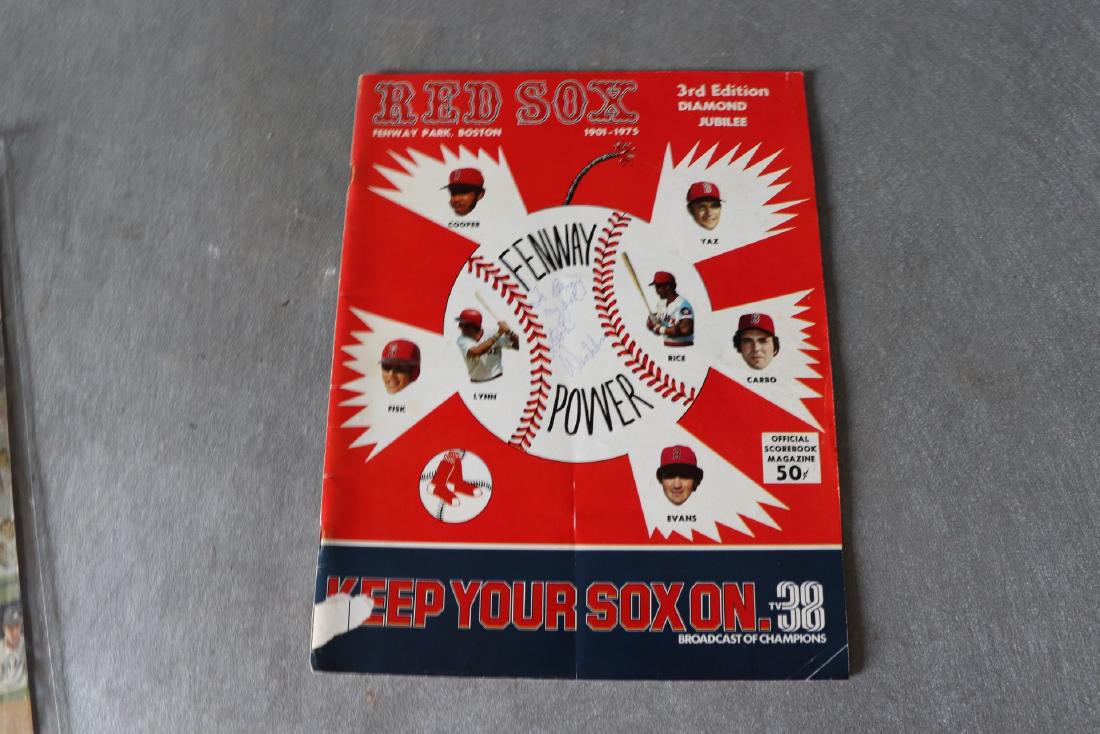 RED SOX
FENWAY PARK, BOSTON
1901-1975
3rd Edition
DIAMOND
JUBILEE
COOPER
YAZ
FENWAY
RICE
LYNN
FISK
CARBO
POWER
OFFICIAL
SCOREBOOK
MAGAZINE
50¢
EVANS
KEEP YOUR SOX ON.
TV 38
BROADCAST OF CHAMPIONS